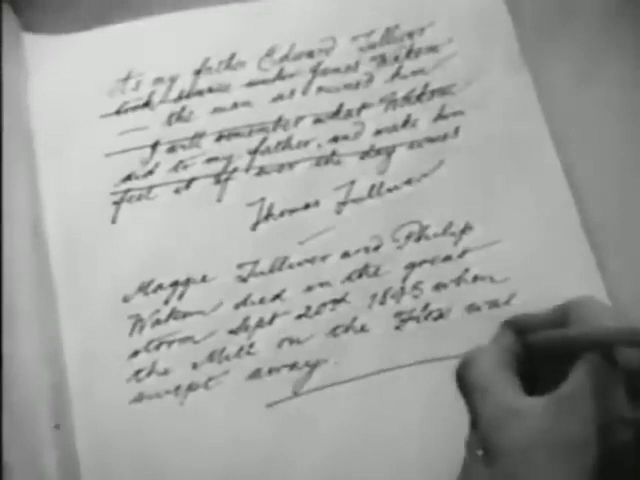 my father Edward Tulliver
took service under James Wakem
— the man as ruined him
I will remember what Wakem
did to my father, and make him
feel it if ever the day comes
Thomas Tulliver
Maggie Tulliver and Philip
Wakem died in the great
storm Sept 20th 1845 when
the Mill on the Floss was
swept away.